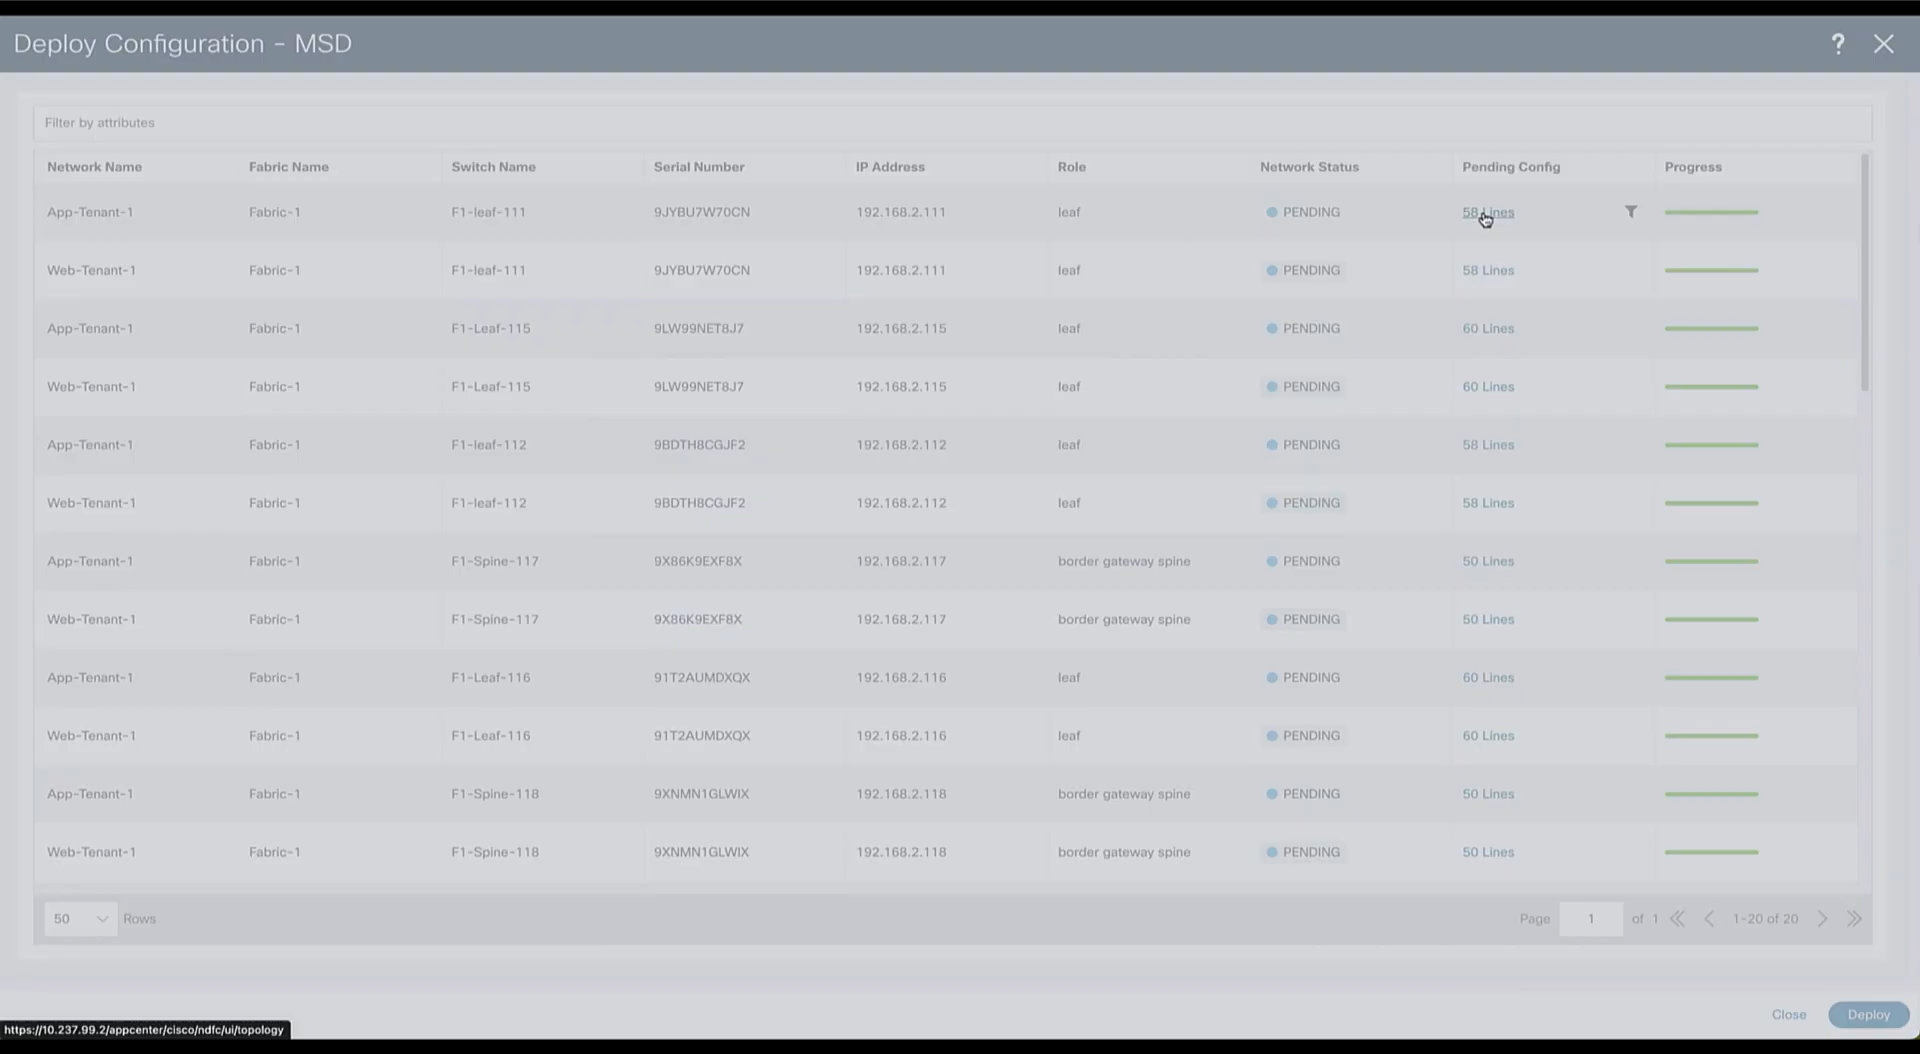 Deploy Configuration - MSD
?
Filter by attributes
Network Name Fabric Name Switch Name Serial Number IP Address Role Network Status Pending Config Progress
App-Tenant-1 Fabric-1 F1-leaf-111 9JYBU7W70CN 192.168.2.111 leaf PENDING 58 Lines
Web-Tenant-1 Fabric-1 F1-leaf-111 9JYBU7W70CN 192.168.2.111 leaf PENDING 58 Lines
App-Tenant-1 Fabric-1 F1-Leaf-115 9LW99NET8J7 192.168.2.115 leaf PENDING 60 Lines
Web-Tenant-1 Fabric-1 F1-Leaf-115 9LW99NET8J7 192.168.2.115 leaf PENDING 60 Lines
App-Tenant-1 Fabric-1 F1-leaf-112 9BDTH8CGJF2 192.168.2.112 leaf PENDING 58 Lines
Web-Tenant-1 Fabric-1 F1-leaf-112 9BDTH8CGJF2 192.168.2.112 leaf PENDING 58 Lines
App-Tenant-1 Fabric-1 F1-Spine-117 9X86K9EXF8X 192.168.2.117 border gateway spine PENDING 50 Lines
Web-Tenant-1 Fabric-1 F1-Spine-117 9X86K9EXF8X 192.168.2.117 border gateway spine PENDING 50 Lines
App-Tenant-1 Fabric-1 F1-Leaf-116 91T2AUMDXQX 192.168.2.116 leaf PENDING 60 Lines
Web-Tenant-1 Fabric-1 F1-Leaf-116 91T2AUMDXQX 192.168.2.116 leaf PENDING 60 Lines
App-Tenant-1 Fabric-1 F1-Spine-118 9XNMN1GLWIX 192.168.2.118 border gateway spine PENDING 50 Lines
Web-Tenant-1 Fabric-1 F1-Spine-118 9XNMN1GLWIX 192.168.2.118 border gateway spine PENDING 50 Lines
50 Rows Page 1 of 1 1-20 of 20
Close Deploy
https://10.237.99.2/appcenter/cisco/ndfc/ui/topology